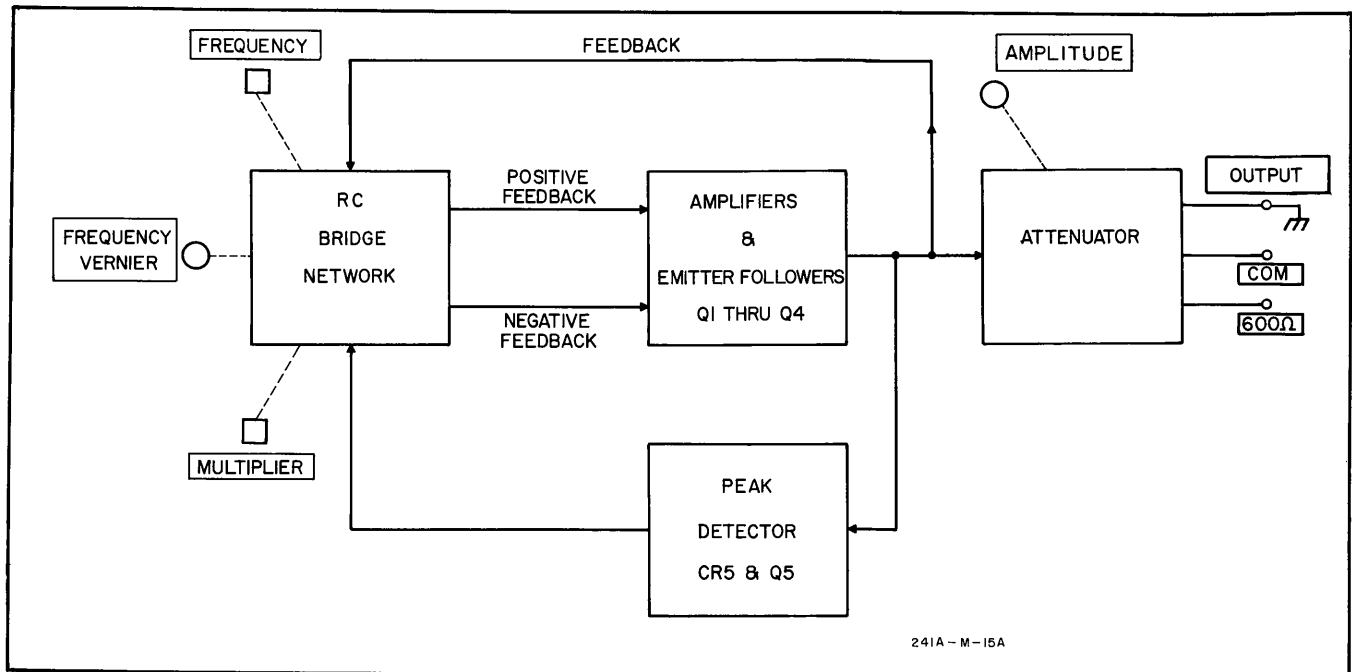 FREQUENCY
FEEDBACK
AMPLITUDE
FREQUENCY
VERNIER
RC
BRIDGE
NETWORK
POSITIVE
FEEDBACK
NEGATIVE
FEEDBACK
AMPLIFIERS
&
EMITTER FOLLOWERS
Q1 THRU Q4
ATTENUATOR
OUTPUT
COM
600Ω
MULTIPLIER
PEAK
DETECTOR
CR5 & Q5
241A-M-15A